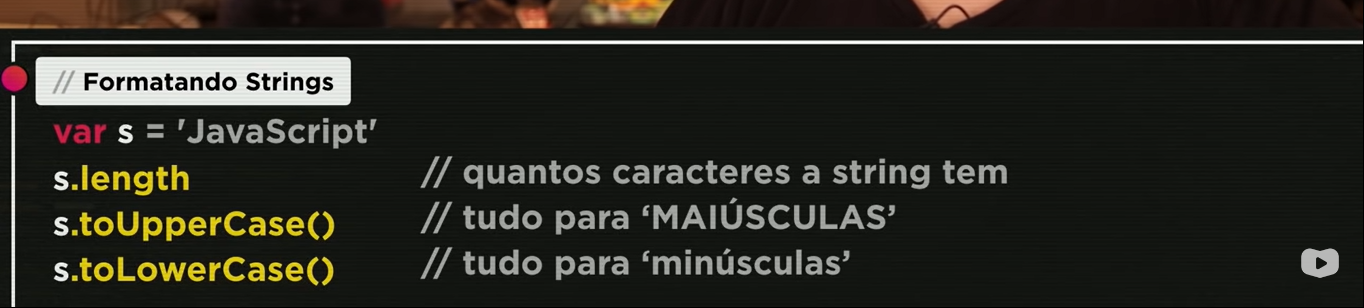 // Formatando Strings
var s = 'JavaScript'
s.length // quantos caracteres a string tem
s.toUpperCase() // tudo para ‘MAIÚSCULAS’
s.toLowerCase() // tudo para ‘minúsculas’